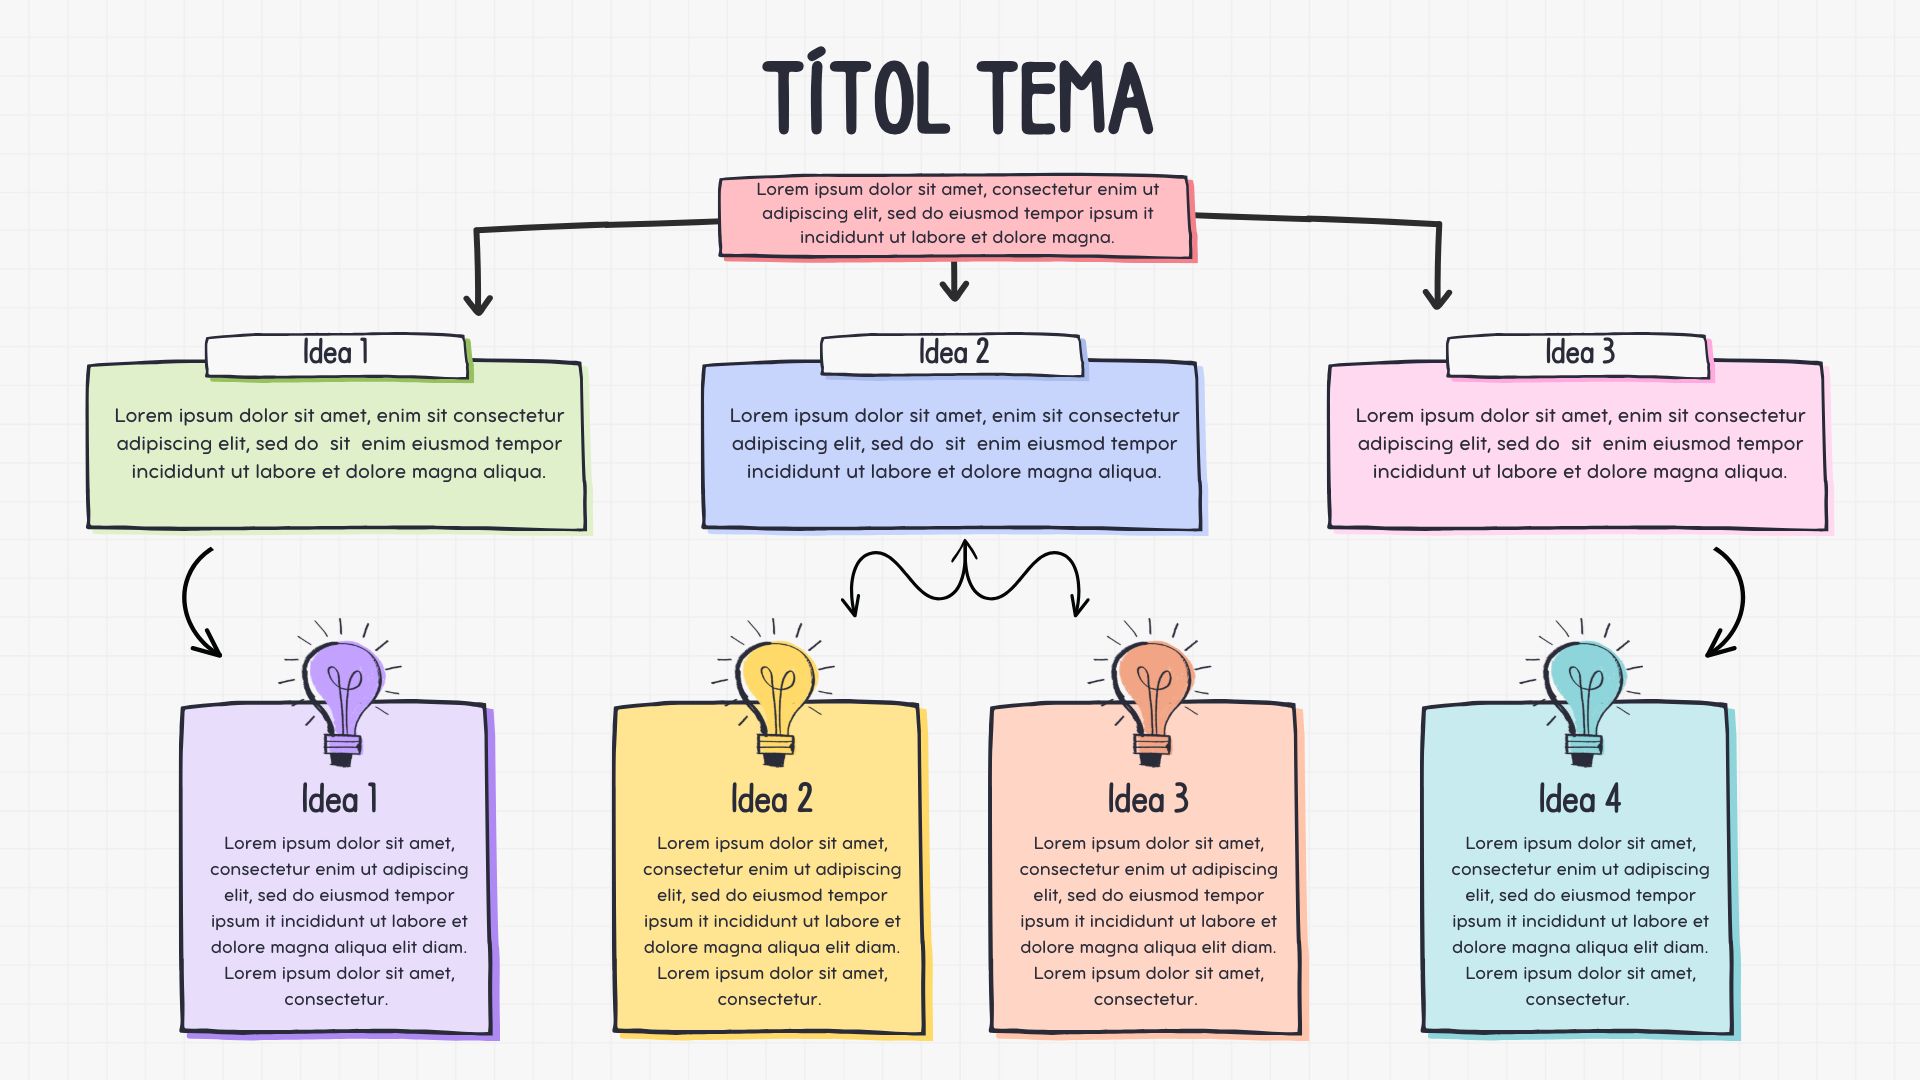 TÍTOL TEMA
Lorem ipsum dolor sit amet, consectetur enim ut
adipiscing elit, sed do eiusmod tempor ipsum it
incididunt ut labore et dolore magna.
Idea 1
Lorem ipsum dolor sit amet, enim sit consectetur
adipiscing elit, sed do  sit  enim eiusmod tempor
incididunt ut labore et dolore magna aliqua.
Idea 2
Lorem ipsum dolor sit amet, enim sit consectetur
adipiscing elit, sed do  sit  enim eiusmod tempor
incididunt ut labore et dolore magna aliqua.
Idea 3
Lorem ipsum dolor sit amet, enim sit consectetur
adipiscing elit, sed do  sit  enim eiusmod tempor
incididunt ut labore et dolore magna aliqua.
Idea 1
Lorem ipsum dolor sit amet,
consectetur enim ut adipiscing
elit, sed do eiusmod tempor
ipsum it incididunt ut labore et
dolore magna aliqua elit diam.
Lorem ipsum dolor sit amet,
consectetur.
Idea 2
Lorem ipsum dolor sit amet,
consectetur enim ut adipiscing
elit, sed do eiusmod tempor
ipsum it incididunt ut labore et
dolore magna aliqua elit diam.
Lorem ipsum dolor sit amet,
consectetur.
Idea 3
Lorem ipsum dolor sit amet,
consectetur enim ut adipiscing
elit, sed do eiusmod tempor
ipsum it incididunt ut labore et
dolore magna aliqua elit diam.
Lorem ipsum dolor sit amet,
consectetur.
Idea 4
Lorem ipsum dolor sit amet,
consectetur enim ut adipiscing
elit, sed do eiusmod tempor
ipsum it incididunt ut labore et
dolore magna aliqua elit diam.
Lorem ipsum dolor sit amet,
consectetur.